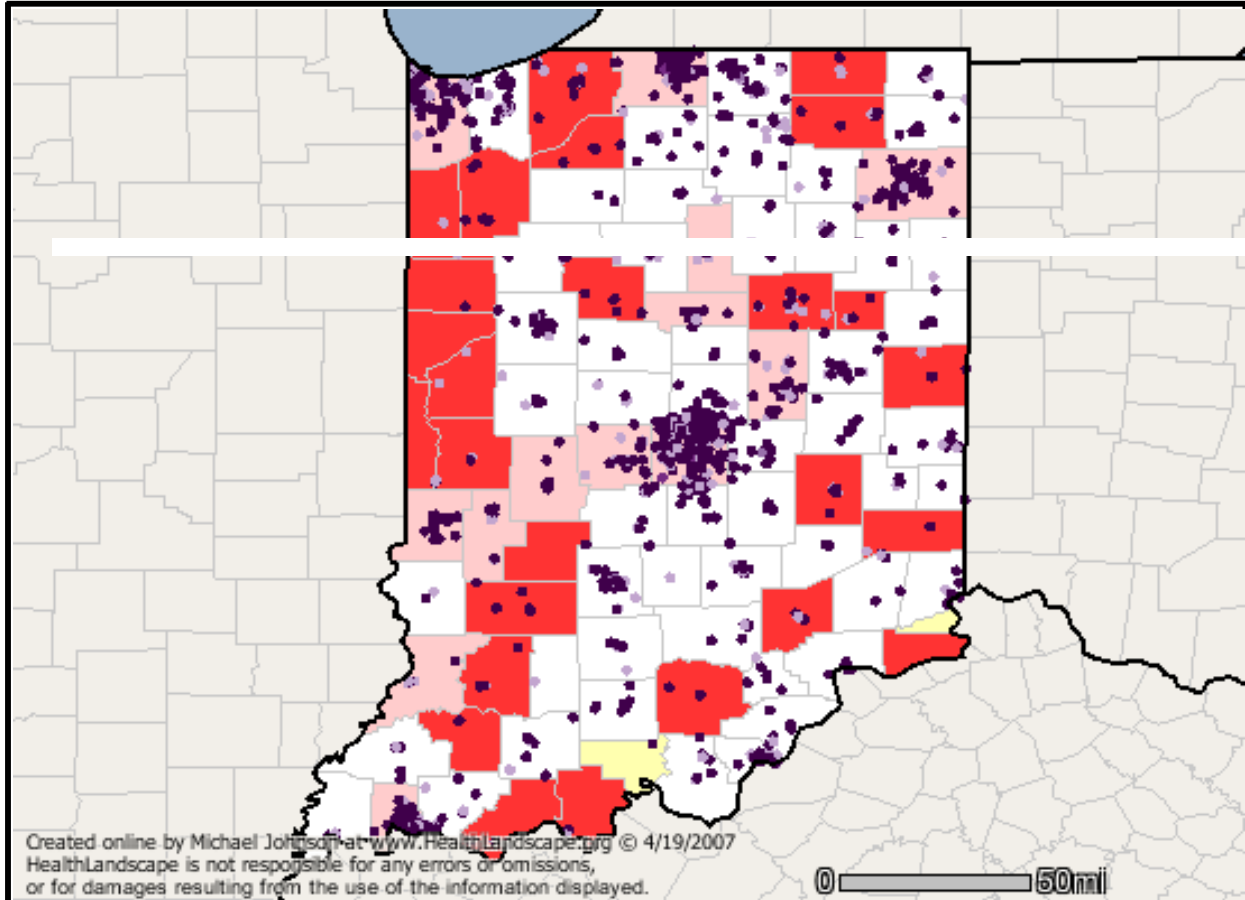 Created online by Michael Johnson at www.HealthLandscape.org © 4/19/2007
HealthLandscape is not responsible for any errors or omissions,
or for damages resulting from the use of the information displayed.
0 50mi